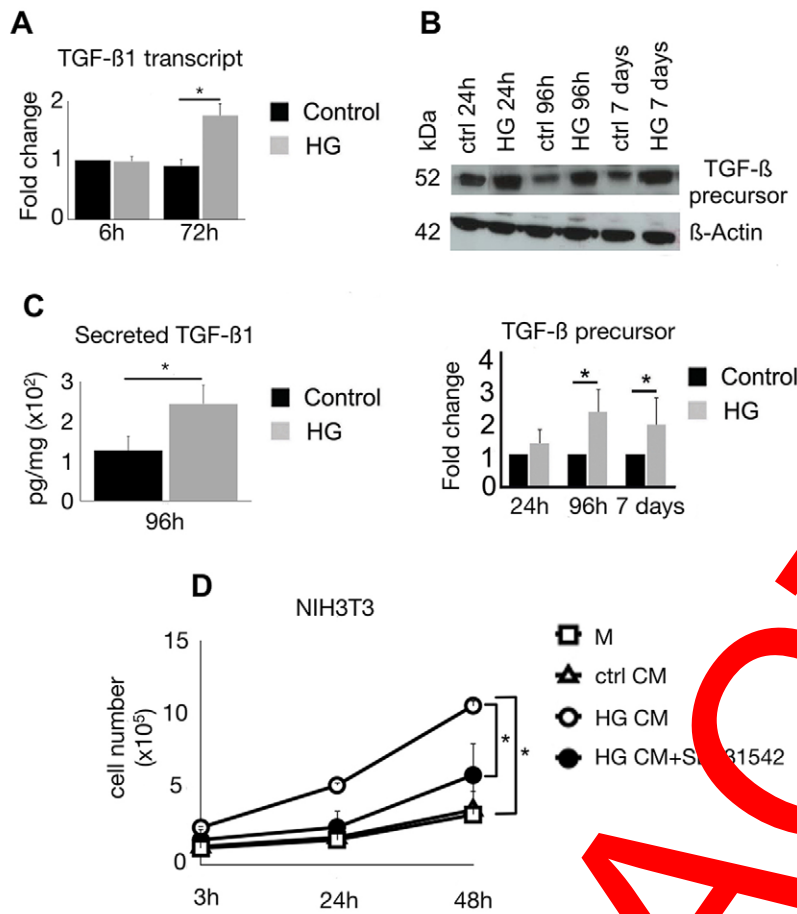 A
TGF-ß1 transcript
Fold change
2
1
0
*
6h
72h
Control
HG
B
kDa
ctrl 24h
HG 24h
ctrl 96h
HG 96h
ctrl 7 days
HG 7 days
52
TGF-ß
precursor
42
ß-Actin
C
Secreted TGF-ß1
pg/mg (x10²)
3
2
1
0
*
96h
Control
HG
TGF-ß precursor
Fold change
4
3
2
1
0
*
*
24h
96h
7 days
Control
HG
D
NIH3T3
cell number
(x10⁵)
15
10
5
0
3h
24h
48h
*
*
M
ctrl CM
HG CM
HG CM+